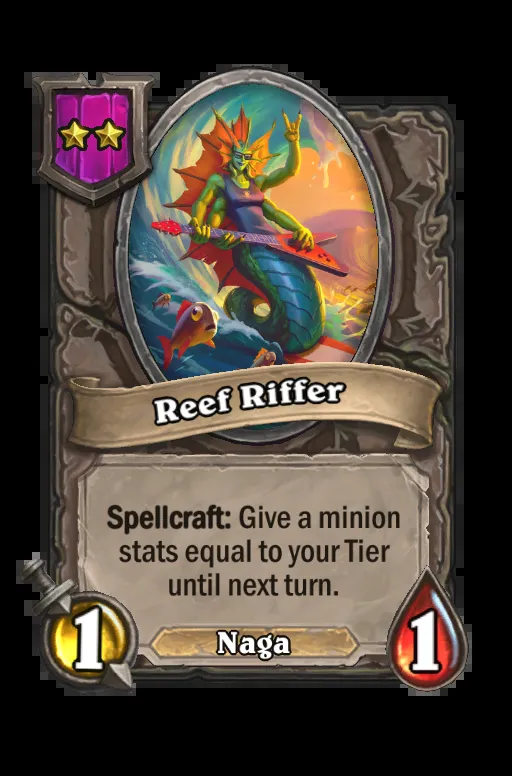 Reef Riffer
Spellcraft: Give a minion
stats equal to your Tier
until next turn.
1
Naga
1